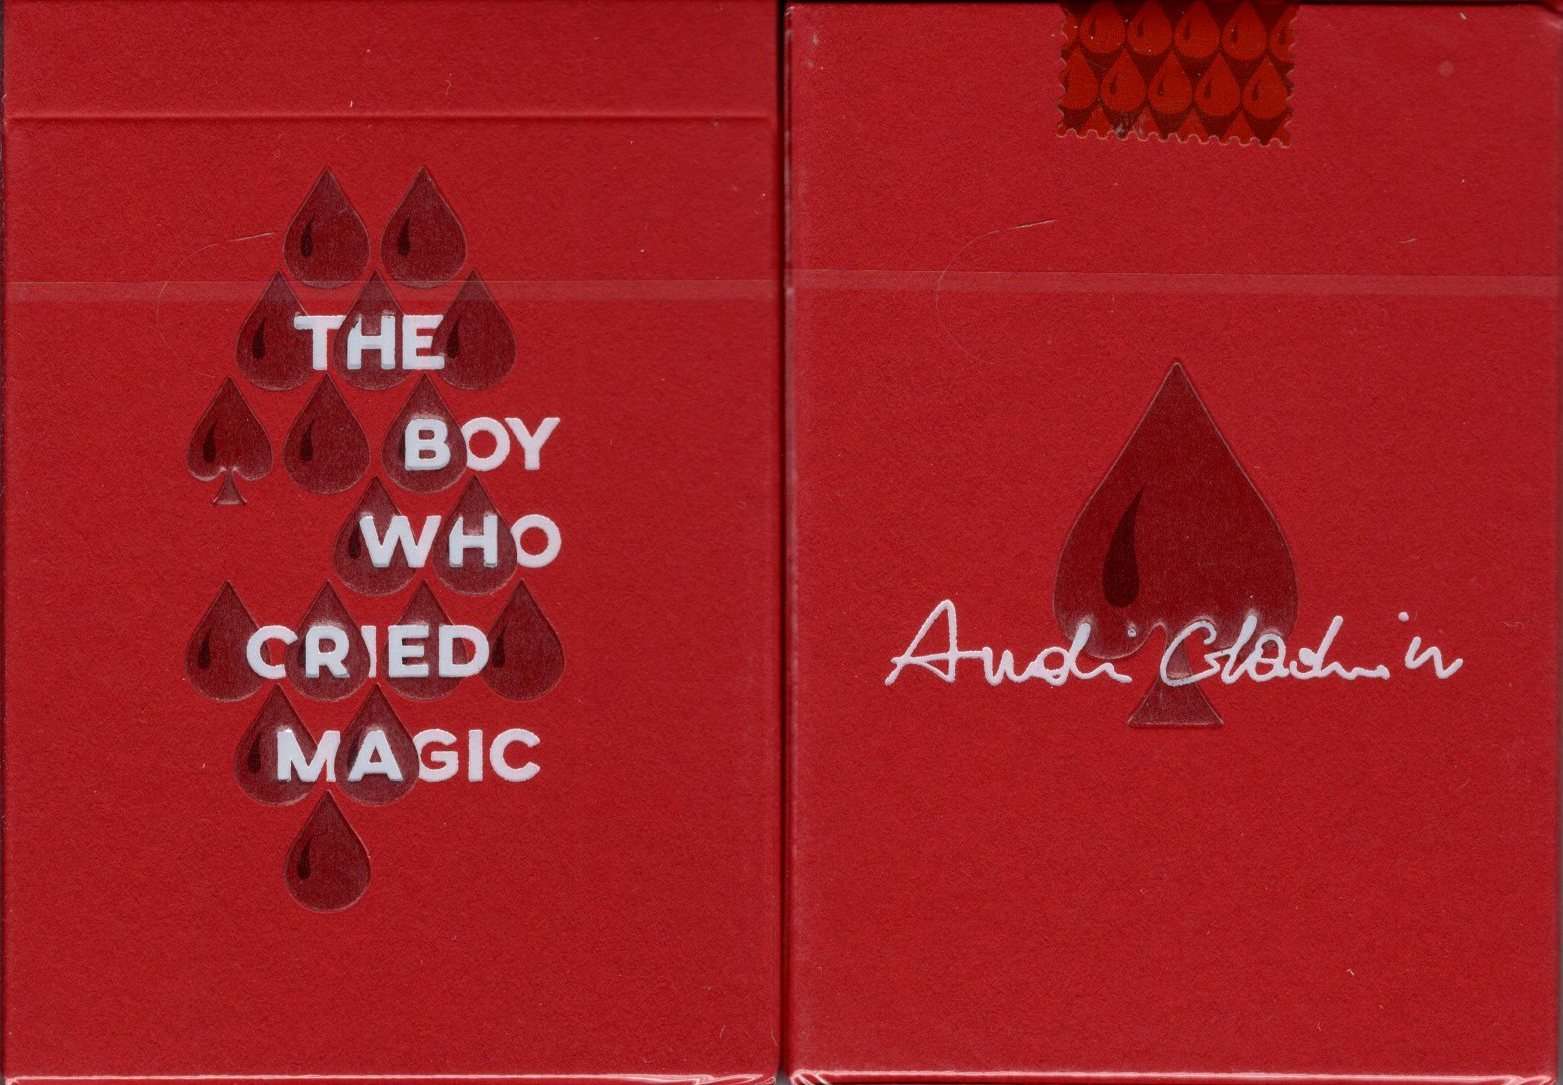 THE
BOY
WHO
CRIED
MAGIC
Andi Gladwin